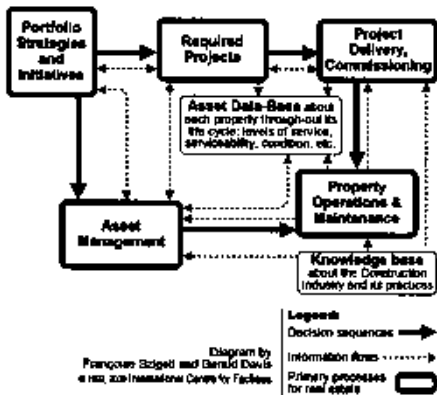 Portfolio
Strategies
and
Initiatives
Required
Projects
Project
Delivery,
Commissioning
Asset Data-Base about
each property through-out its
life cycle: levels of service,
serviceability, condition, etc.
Asset
Management
Property
Operations &
Maintenance
Knowledge base
about the Construction
Industry and its practices
Legend:
Decision sequences
Information flows
Primary processes
for real estate
Diagram by
Françoise Szigeti and Gerald Davis
International Centre for Facilities